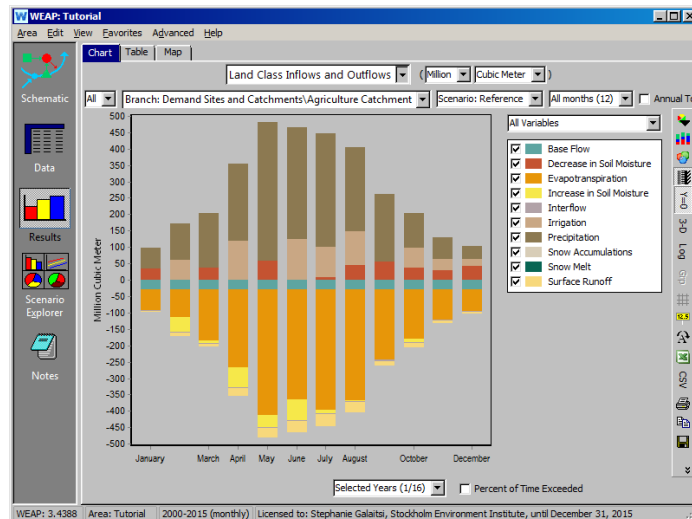 WEAP: Tutorial
Area Edit View Favorites Advanced Help
Chart Table Map
Land Class Inflows and Outflows ( Million Cubic Meter )
All Branch: Demand Sites and Catchments\Agriculture Catchment Scenario: Reference All months (12) Annual To
Schematic
Data
Results
Scenario
Explorer
Notes
Million Cubic Meter
500
450
400
350
300
250
200
150
100
50
0
-50
-100
-150
-200
-250
-300
-350
-400
-450
-500
January March April May June July August October December
All Variables
Base Flow
Decrease in Soil Moisture
Evapotranspiration
Increase in Soil Moisture
Interflow
Irrigation
Precipitation
Snow Accumulations
Snow Melt
Surface Runoff
Y=0
3-D
Log
12.5
CSV
Selected Years (1/16) Percent of Time Exceeded
WEAP: 3.4388 Area: Tutorial 2000-2015 (monthly) Licensed to: Stephanie Galaitsi, Stockholm Environment Institute, until December 31, 2015